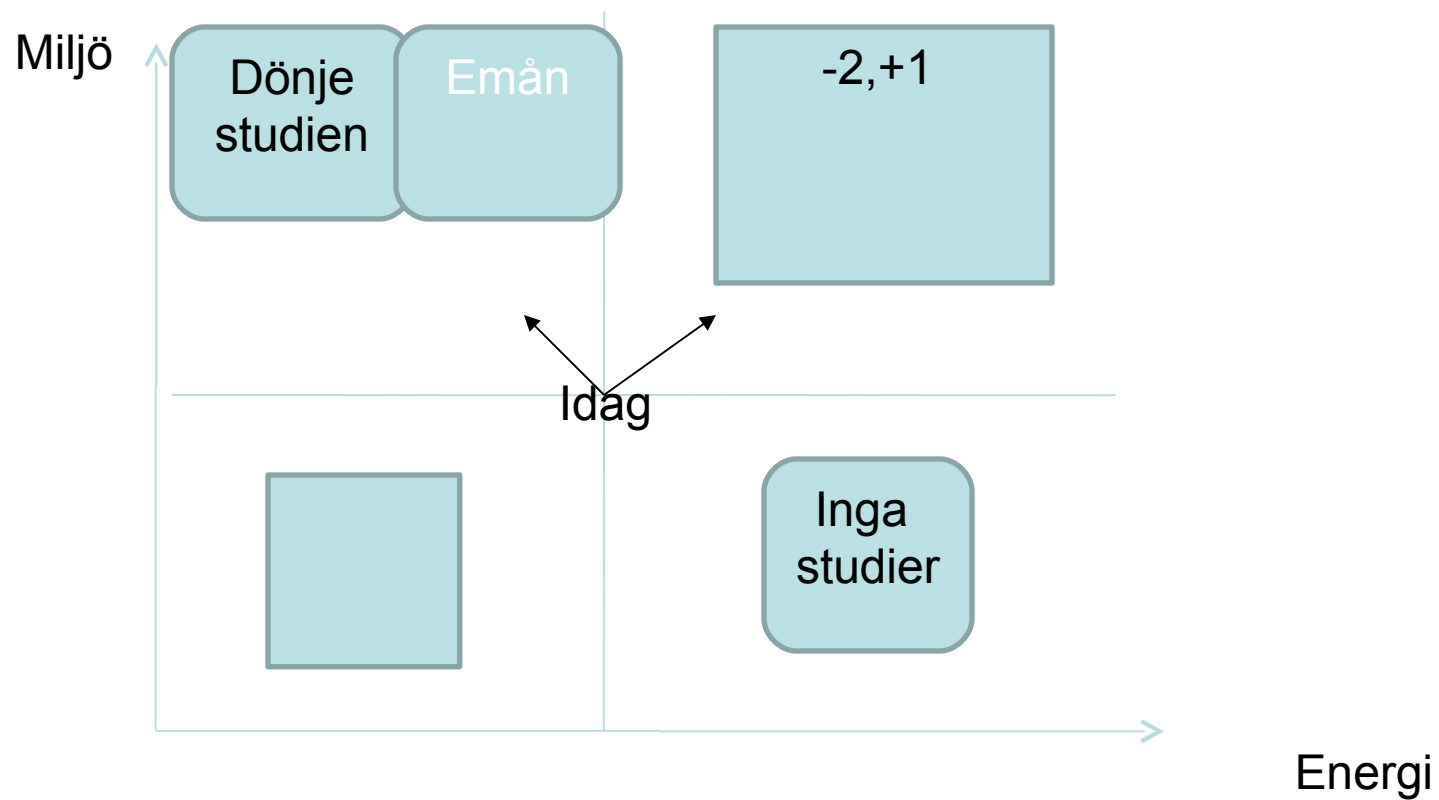 Miljö
Dönje
studien
Emån
-2,+1
Idag
Inga
studier
Energi